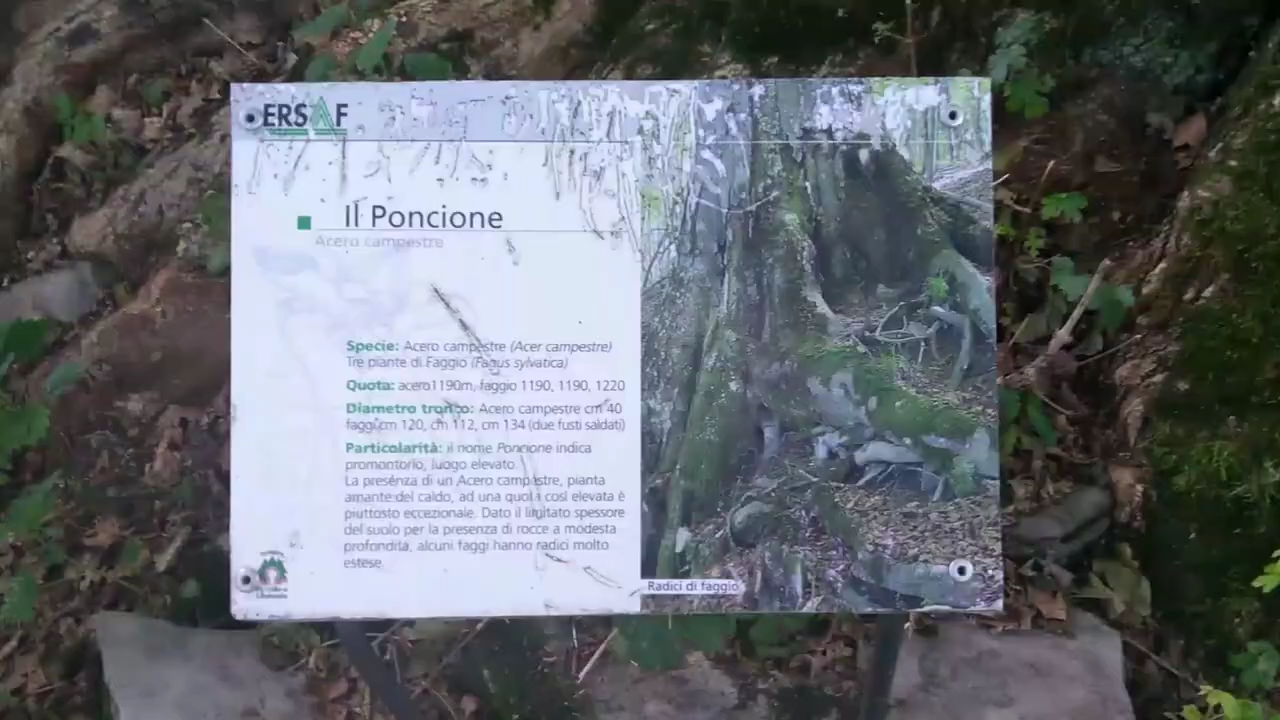 ERSAF
Il Poncione
Acero campestre
Specie: Acero campestre (Acer campestre)
Tre piante di Faggio (Fagus sylvatica)
Quota: acero1190m, faggio 1190, 1190, 1220
Diametro tronco: Acero campestre cm 40
faggi cm 120, cm 112, cm 134 (due fusti saldati)
Particolarità: il nome Poncione indica
promontorio, luogo elevato.
La presenza di un Acero campestre, pianta
amante del caldo, ad una quota così elevata è
piuttosto eccezionale. Dato il limitato spessore
del suolo per la presenza di rocce a modesta
profondità, alcuni faggi hanno radici molto
estese.
Radici di faggio